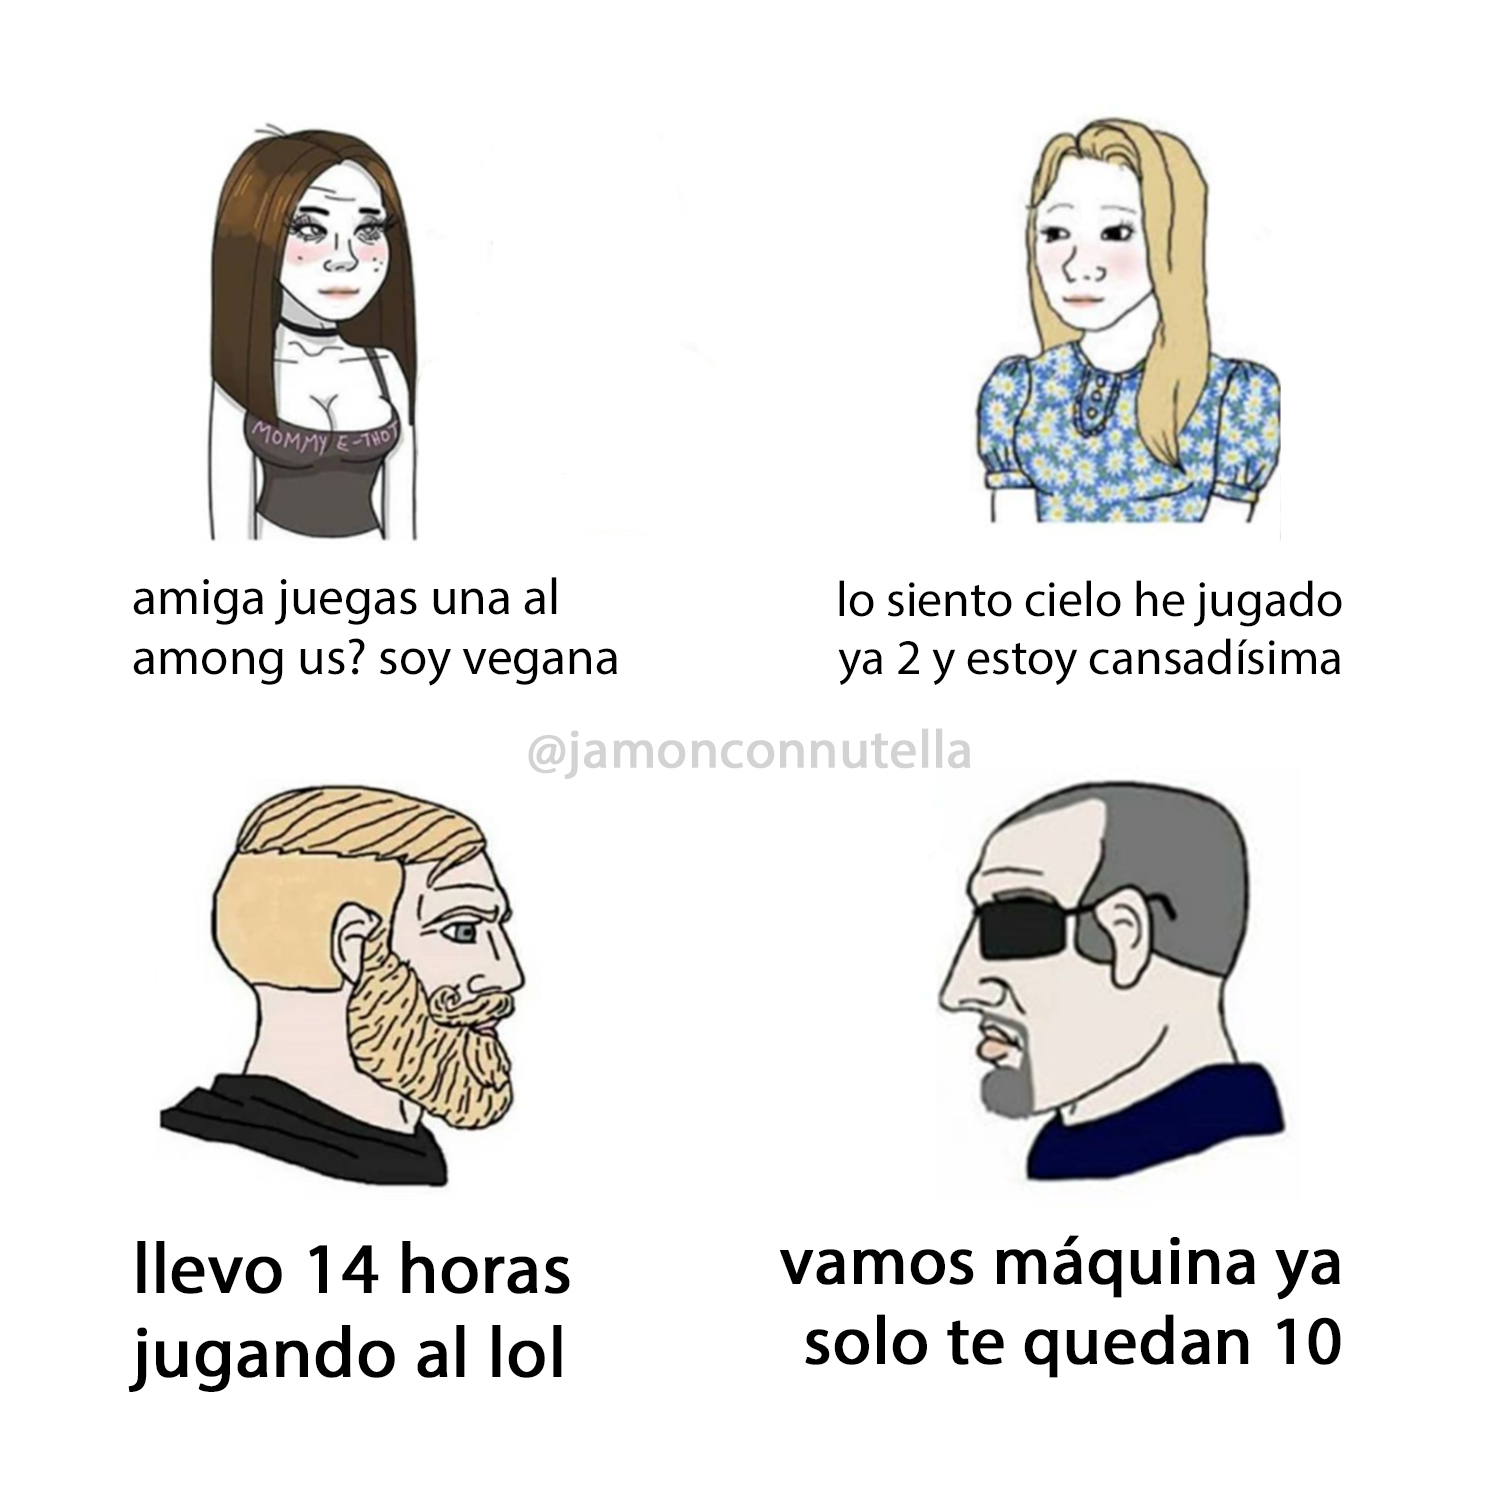 MOMMY E-THOT
amiga juegas una al
among us? soy vegana
lo siento cielo he jugado
ya 2 y estoy cansadísima
@jamonconnutella
llevo 14 horas
jugando al lol
vamos máquina ya
solo te quedan 10